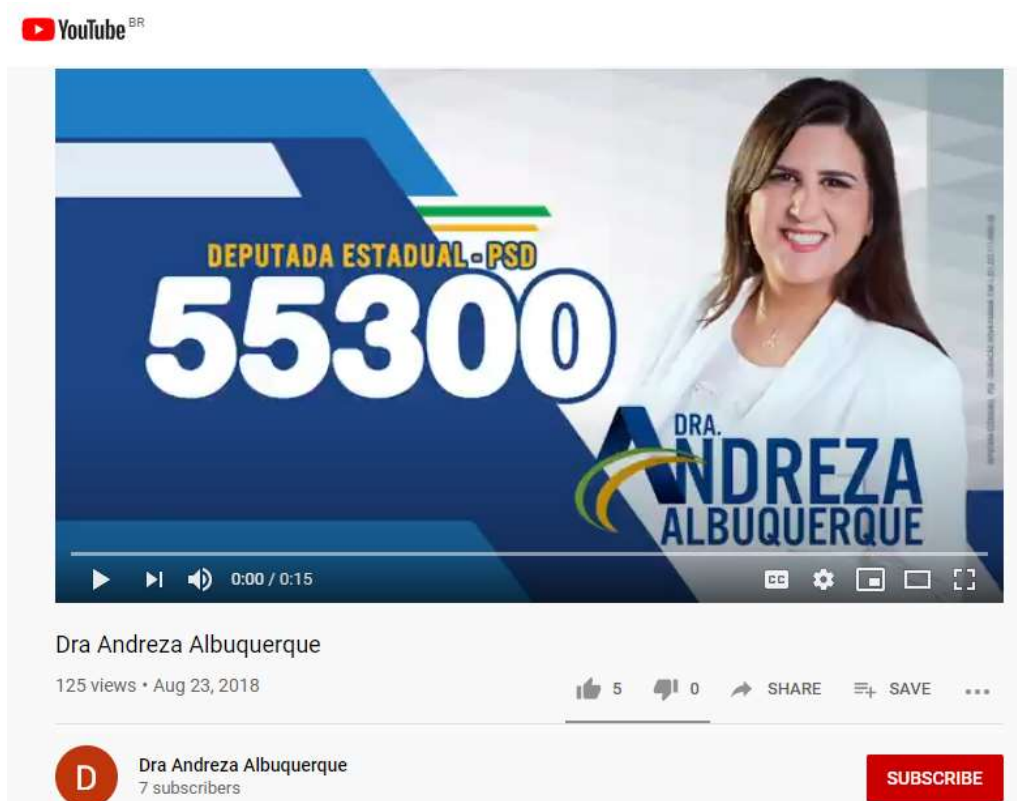 YouTube BR
DEPUTADA ESTADUAL - PSD
55300
DRA.
ANDREZA
ALBUQUERQUE
0:00 / 0:15
CC
Dra Andreza Albuquerque
125 views • Aug 23, 2018
5
0
SHARE
SAVE
D
Dra Andreza Albuquerque
7 subscribers
SUBSCRIBE